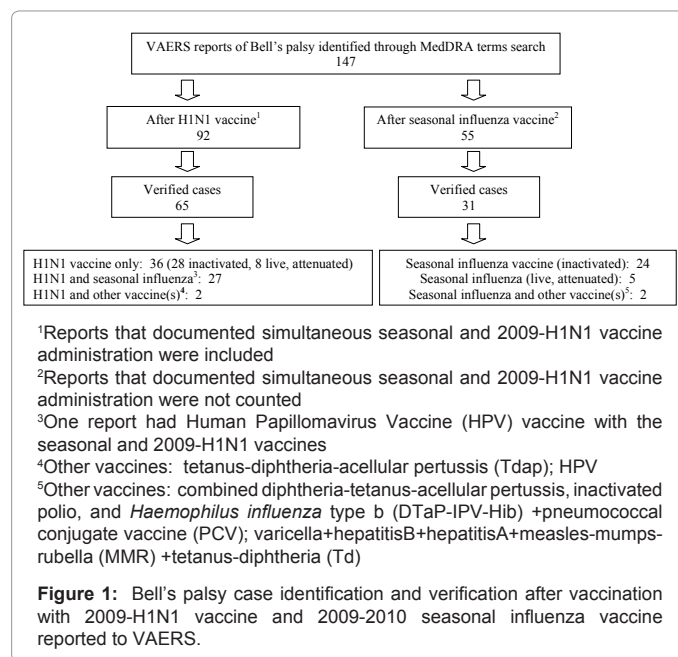 VAERS reports of Bell's palsy identified through MedDRA terms search
147
After H1N1 vaccine¹
92
After seasonal influenza vaccine²
55
Verified cases
65
Verified cases
31
H1N1 vaccine only: 36 (28 inactivated, 8 live, attenuated)
H1N1 and seasonal influenza³: 27
H1N1 and other vaccine(s)⁴: 2
Seasonal influenza vaccine (inactivated): 24
Seasonal influenza (live, attenuated): 5
Seasonal influenza and other vaccine(s)⁵: 2
¹Reports that documented simultaneous seasonal and 2009-H1N1 vaccine
administration were included
²Reports that documented simultaneous seasonal and 2009-H1N1 vaccine
administration were not counted
³One report had Human Papillomavirus Vaccine (HPV) vaccine with the
seasonal and 2009-H1N1 vaccines
⁴Other vaccines: tetanus-diphtheria-acellular pertussis (Tdap); HPV
⁵Other vaccines: combined diphtheria-tetanus-acellular pertussis, inactivated
polio, and Haemophilus influenza type b (DTaP-IPV-Hib) +pneumococcal
conjugate vaccine (PCV); varicella+hepatitisB+hepatitisA+measles-mumps-
rubella (MMR) +tetanus-diphtheria (Td)
Figure 1: Bell's palsy case identification and verification after vaccination
with 2009-H1N1 vaccine and 2009-2010 seasonal influenza vaccine
reported to VAERS.